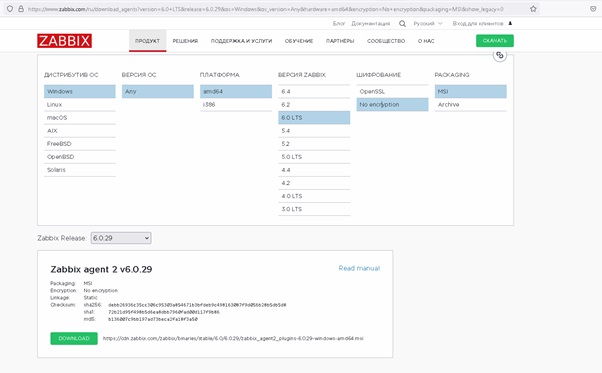 https://www.zabbix.com/ru/download_agents?version=6.0+LTS&release=6.0.29&os=Windows&os_version=Any&hardware=amd64&encryption=No+encryption&packaging=MSI&show_legacy=0
Блог Документация Русский Вход для клиентов
ZABBIX ПРОДУКТ РЕШЕНИЯ ПОДДЕРЖКА И УСЛУГИ ОБУЧЕНИЕ ПАРТНЁРЫ СООБЩЕСТВО О НАС СКАЧАТЬ
ДИСТРИБУТИВ ОС ВЕРСИЯ ОС ПЛАТФОРМА ВЕРСИЯ ZABBIX ШИФРОВАНИЕ PACKAGING
Windows Any amd64 6.4 OpenSSL MSI
Linux i386 6.2 No encryption Archive
macOS 6.0 LTS
AIX 5.4
FreeBSD 5.2
OpenBSD 5.0 LTS
Solaris 4.4
4.2
4.0 LTS
3.0 LTS
Zabbix Release: 6.0.29
Zabbix agent 2 v6.0.29 Read manual
Packaging: MSI
Encryption: No encryption
Linkage: Static
Checksum: sha256:
sha1:
md5:
DOWNLOAD https://cdn.zabbix.com/zabbix/binaries/stable/6.0/6.0.29/zabbix_agent2_plugins-6.0.29-windows-amd64.msi